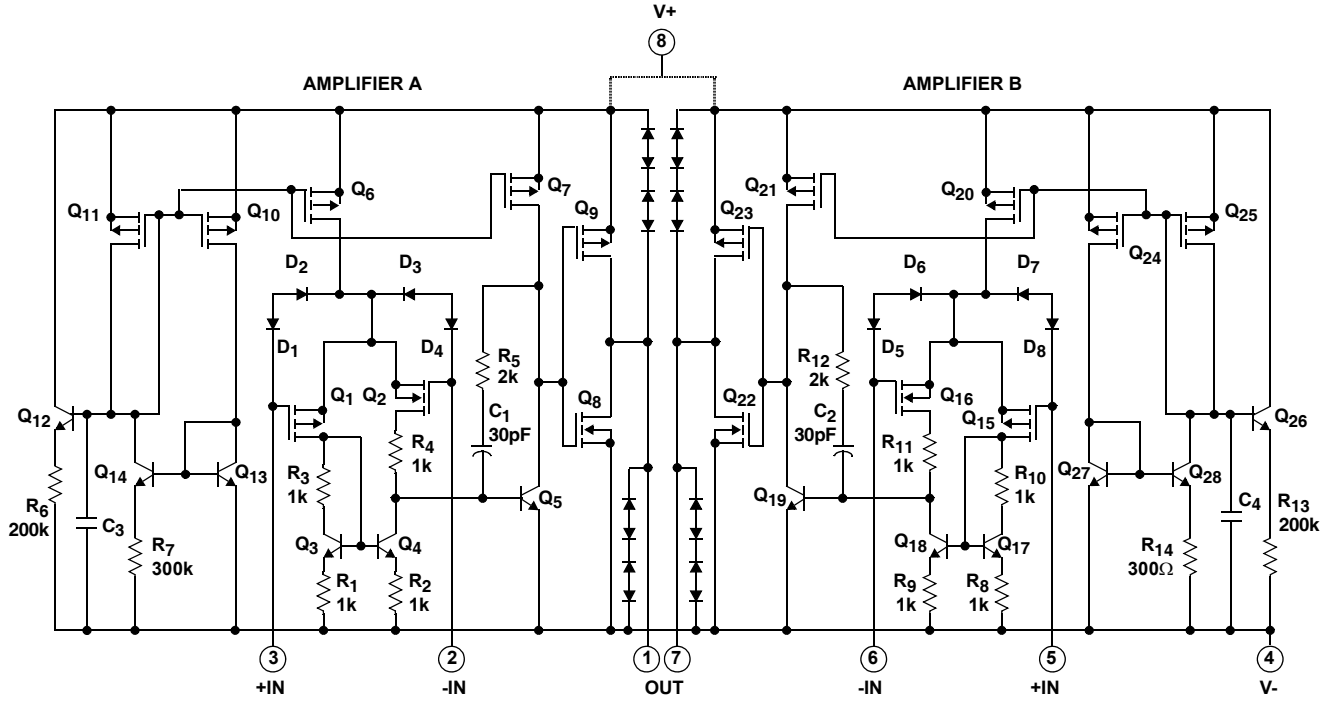 V+
8
AMPLIFIER A
AMPLIFIER B
Q6
Q7
Q21
Q20
Q11
Q10
Q9
Q23
Q24
Q25
D2
D3
D6
D7
D1
D4
D5
D8
R5
2k
R12
2k
Q1
Q2
Q8
Q22
Q16
Q15
C1
30pF
C2
30pF
Q12
Q26
R4
1k
R11
1k
Q14
Q13
R3
1k
Q5
Q19
R10
1k
Q27
Q28
R6
200k
C3
R7
300k
Q3
Q4
Q18
Q17
C4
R13
200k
R14
300Ω
R1
1k
R2
1k
R9
1k
R8
1k
3
2
1
7
6
5
4
+IN
-IN
OUT
-IN
+IN
V-